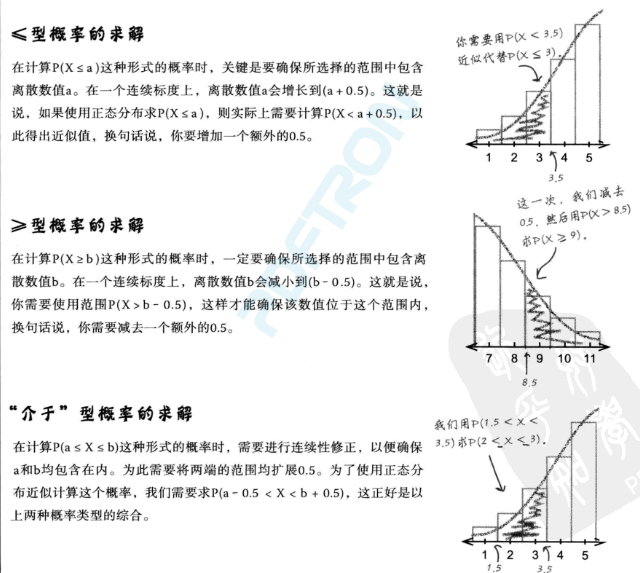 ≤型概率的求解
在计算P(X ≤ a)这种形式的概率时，关键是要确保所选择的范围中包含
离散数值a。在一个连续标度上，离散数值a会增长到(a + 0.5)。这就是
说，如果使用正态分布求P(X ≤ a)，则实际上需要计算P(X < a + 0.5)，以
此得出近似值，换句话说，你要增加一个额外的0.5。
你需要用P(X < 3.5)
近似代替P(X ≤ 3).
1 2 3 4 5
3.5
≥型概率的求解
在计算P(X ≥ b)这种形式的概率时，一定要确保所选择的范围中包含离
散数值b。在一个连续标度上，离散数值b会减小到(b - 0.5)。这就是说，
你需要使用范围P(X > b - 0.5)，这样才能确保该数值位于这个范围内，
换句话说，你需要减去一个额外的0.5。
这一次，我们减去
0.5，然后用P(X > 8.5)
求P(X ≥ 9)。
7 8 9 10 11
8.5
“介于”型概率的求解
在计算P(a ≤ X ≤ b)这种形式的概率时，需要进行连续性修正，以便确保
a和b均包含在内。为此需要将两端的范围均扩展0.5。为了使用正态分
布近似计算这个概率，我们需要求P(a - 0.5 < X < b + 0.5)，这正好是以
上两种概率类型的综合。
我们用P(1.5 < X <
3.5)求P(2 ≤ X ≤ 3).
1 2 3 4 5
1.5 3.5
PDFTRON